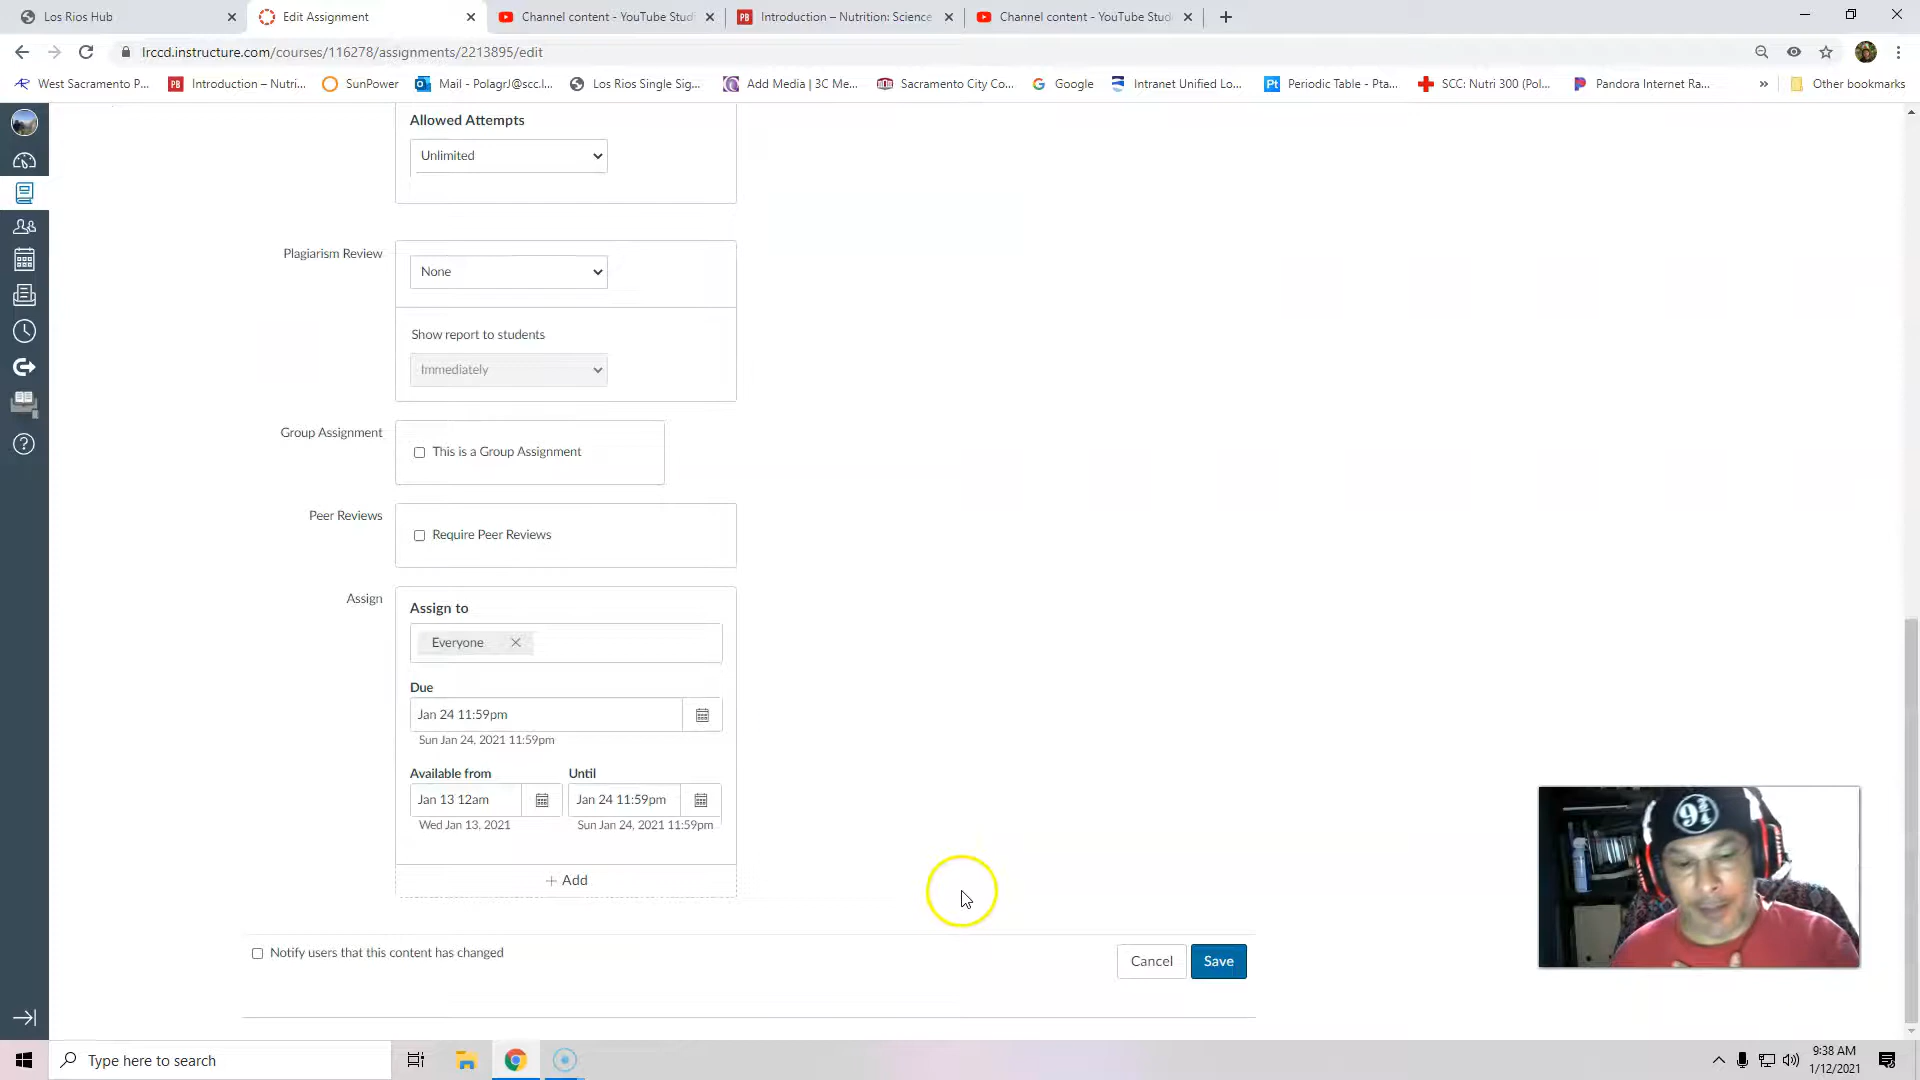 Los Rios Hub
Edit Assignment
Channel content - YouTube Stud
Introduction – Nutrition: Science
Channel content - YouTube Stud
lrccd.instructure.com/courses/116278/assignments/2213895/edit
West Sacramento P...
Introduction – Nutri...
SunPower
Mail - PolagrJ@scc.l...
Los Rios Single Sig...
Add Media | 3C Me...
Sacramento City Co...
Google
Intranet Unified Lo...
Periodic Table - Pta...
SCC: Nutri 300 (Pol...
Pandora Internet Ra...
»
Other bookmarks
Allowed Attempts
Unlimited
Plagiarism Review
None
Show report to students
Immediately
Group Assignment
This is a Group Assignment
Peer Reviews
Require Peer Reviews
Assign
Assign to
Everyone
Due
Jan 24 11:59pm
Sun Jan 24, 2021 11:59pm
Available from
Until
Jan 13 12am
Jan 24 11:59pm
Wed Jan 13, 2021
Sun Jan 24, 2021 11:59pm
+ Add
Notify users that this content has changed
Cancel
Save
Type here to search
9:38 AM
1/12/2021